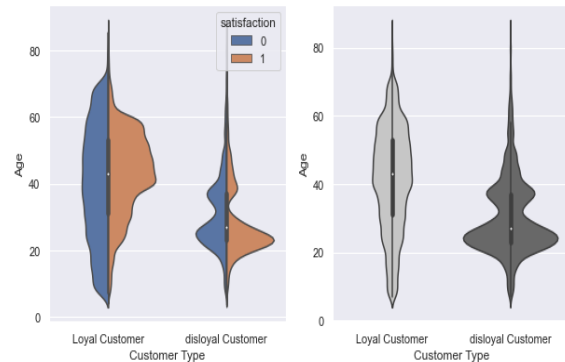 satisfaction
0
1
80
60
40
20
0
Age
Loyal Customer
disloyal Customer
Customer Type
80
60
40
20
0
Age
Loyal Customer
disloyal Customer
Customer Type